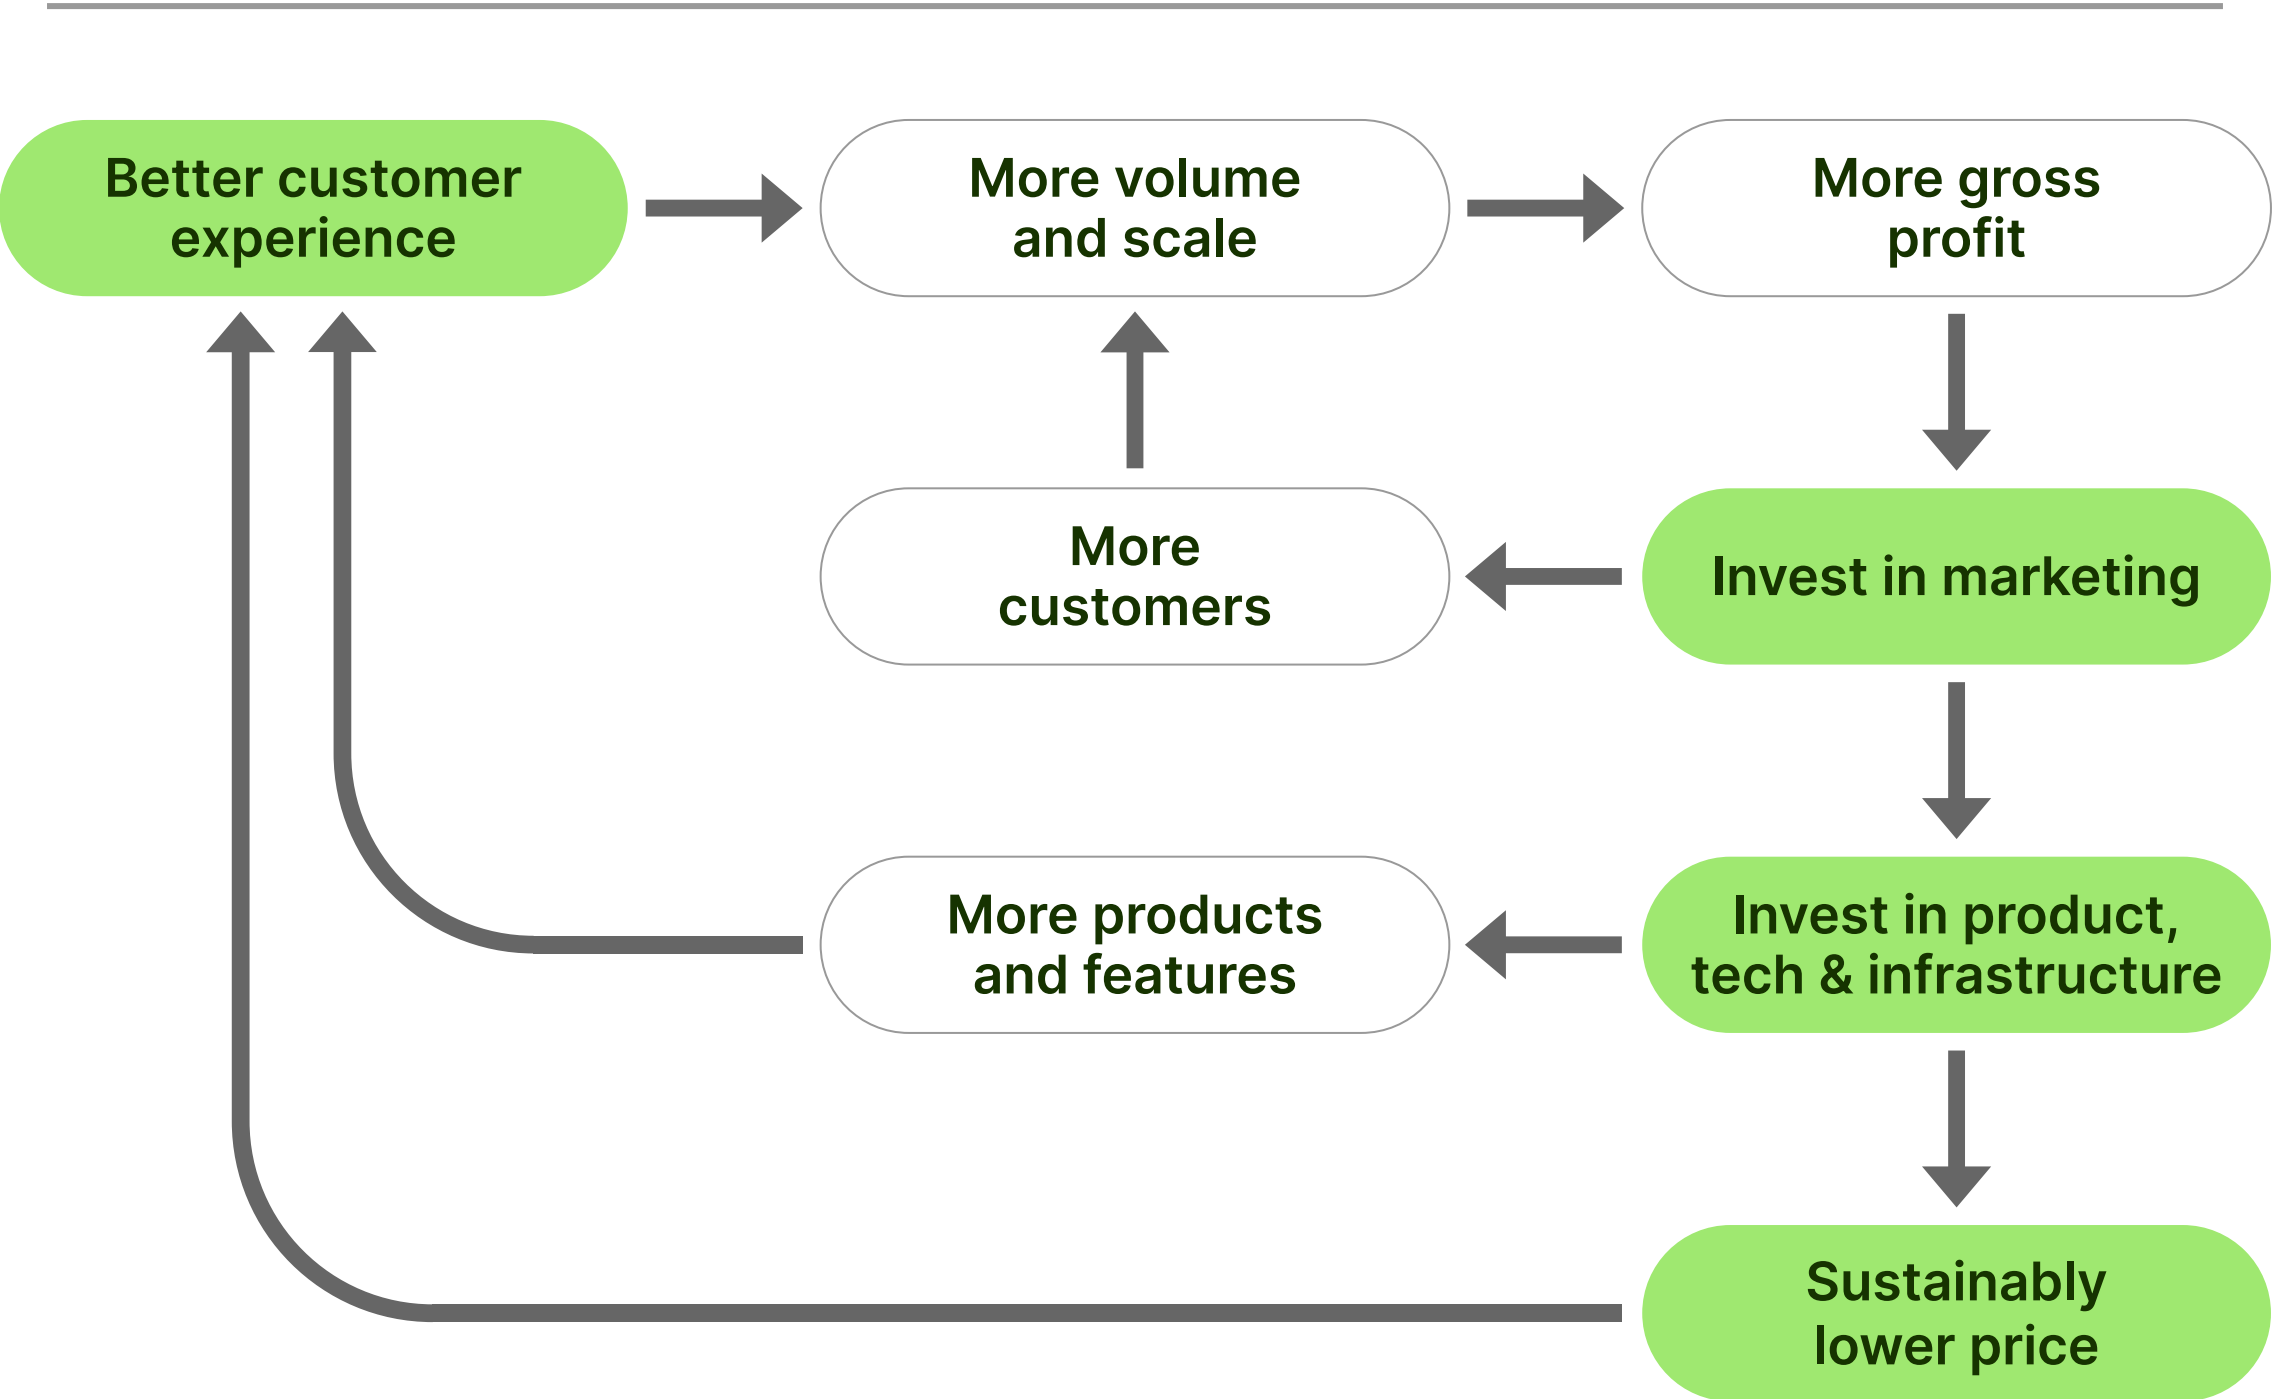 Better customer
experience
More volume
and scale
More gross
profit
More
customers
Invest in marketing
More products
and features
Invest in product,
tech & infrastructure
Sustainably
lower price